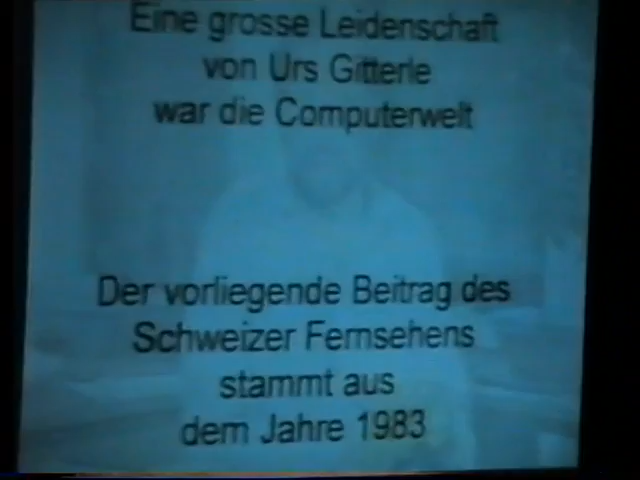 Eine grosse Leidenschaft
von Urs Gitterle
war die Computerwelt
Der vorliegende Beitrag des
Schweizer Fernsehens
stammt aus
dem Jahre 1983